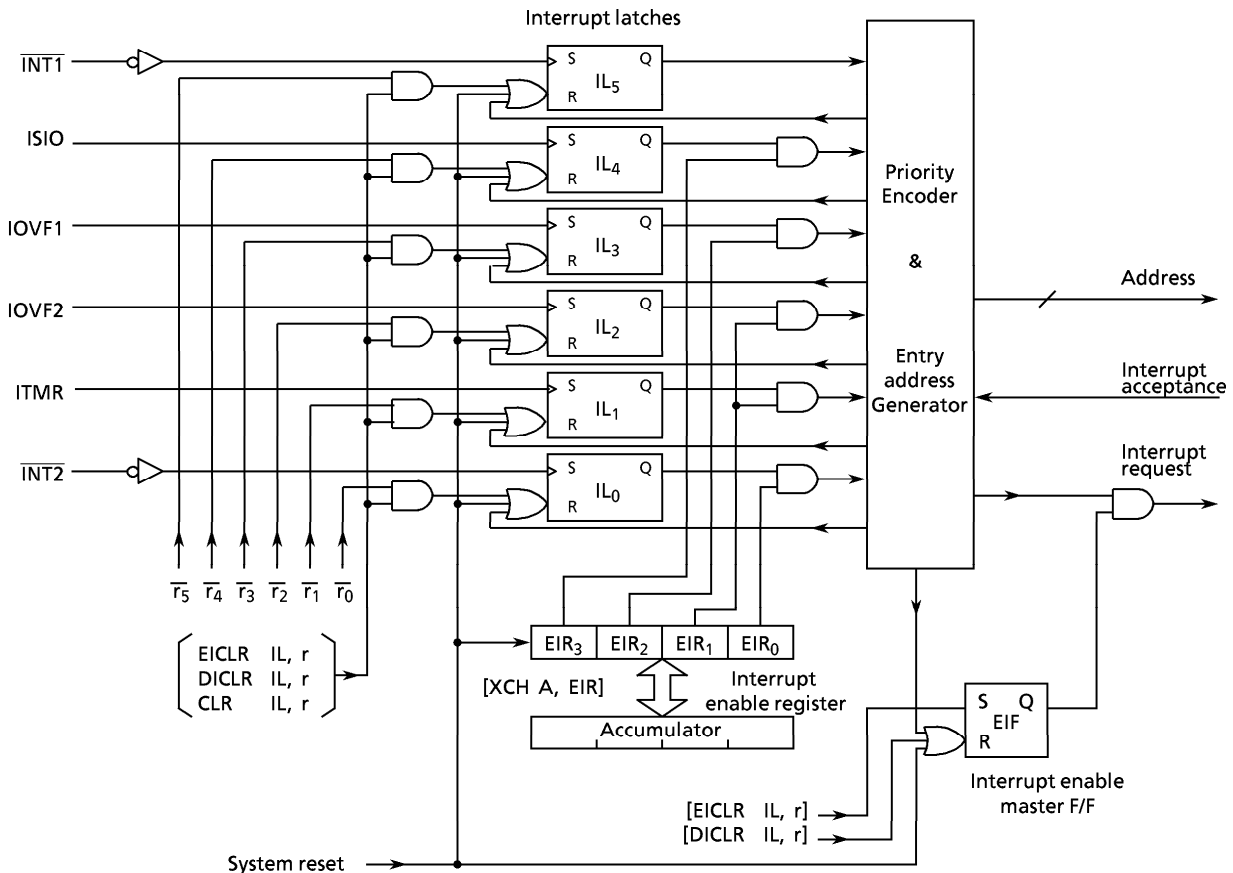 Interrupt latches
INT1
S Q
IL5
R
ISIO
S Q
IL4
R
IOVF1
S Q
IL3
R
IOVF2
S Q
IL2
R
ITMR
S Q
IL1
R
INT2
S Q
IL0
R
Priority
Encoder
&
Entry
address
Generator
Address
Interrupt
acceptance
Interrupt
request
r5 r4 r3 r2 r1 r0
EICLR IL, r
DICLR IL, r
CLR IL, r
EIR3 EIR2 EIR1 EIR0
[XCH A, EIR]
Interrupt
enable register
Accumulator
S Q
EIF
R
Interrupt enable
master F/F
[EICLR IL, r]
[DICLR IL, r]
System reset